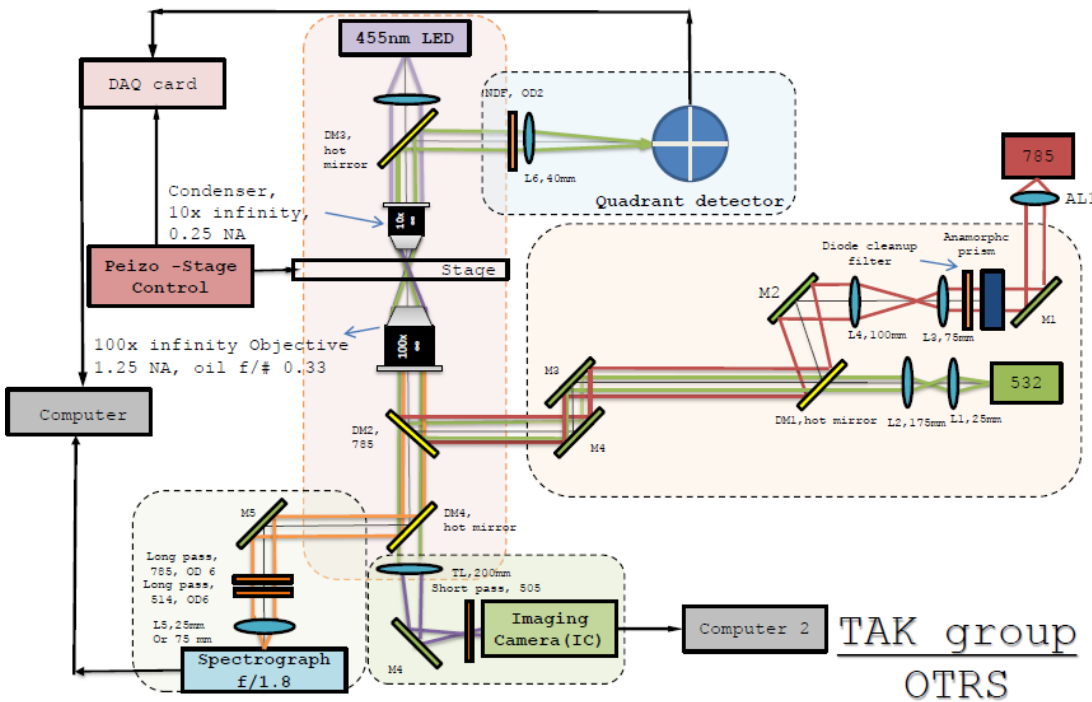 455nm LED
DAQ card
NDF, OD2
DM3,
hot
mirror
L6,40mm
Quadrant detector
785
AL1
Condenser,
10x infinity,
0.25 NA
10x
∞
Diode cleanup
filter
Anamorphc
prism
Peizo -Stage
Control
Stage
M2
M1
L4,100mm
L3,75mm
100x infinity Objective
1.25 NA, oil f/# 0.33
100x
∞
M3
532
Computer
DM2,
785
M4
DM1,hot mirror
L2,175mm
L1,25mm
M5
DM4,
hot mirror
Long pass,
785, OD 6
Long pass,
514, OD6
TL,200mm
Short pass, 505
L5,25mm
Or 75 mm
Imaging
Camera(IC)
Computer 2
TAK group
OTRS
Spectrograph
f/1.8
M4